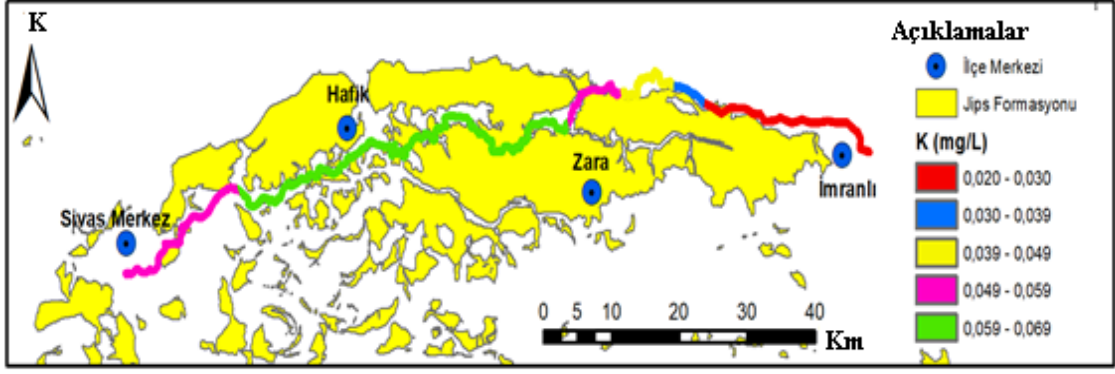 K
Açıklamalar
İlçe Merkezi
Jips Formasyonu
K (mg/L)
0,020 - 0,030
0,030 - 0,039
0,039 - 0,049
0,049 - 0,059
0,059 - 0,069
Hafik
Zara
İmranlı
Sivas Merkez
0 5 10 20 30 40
Km